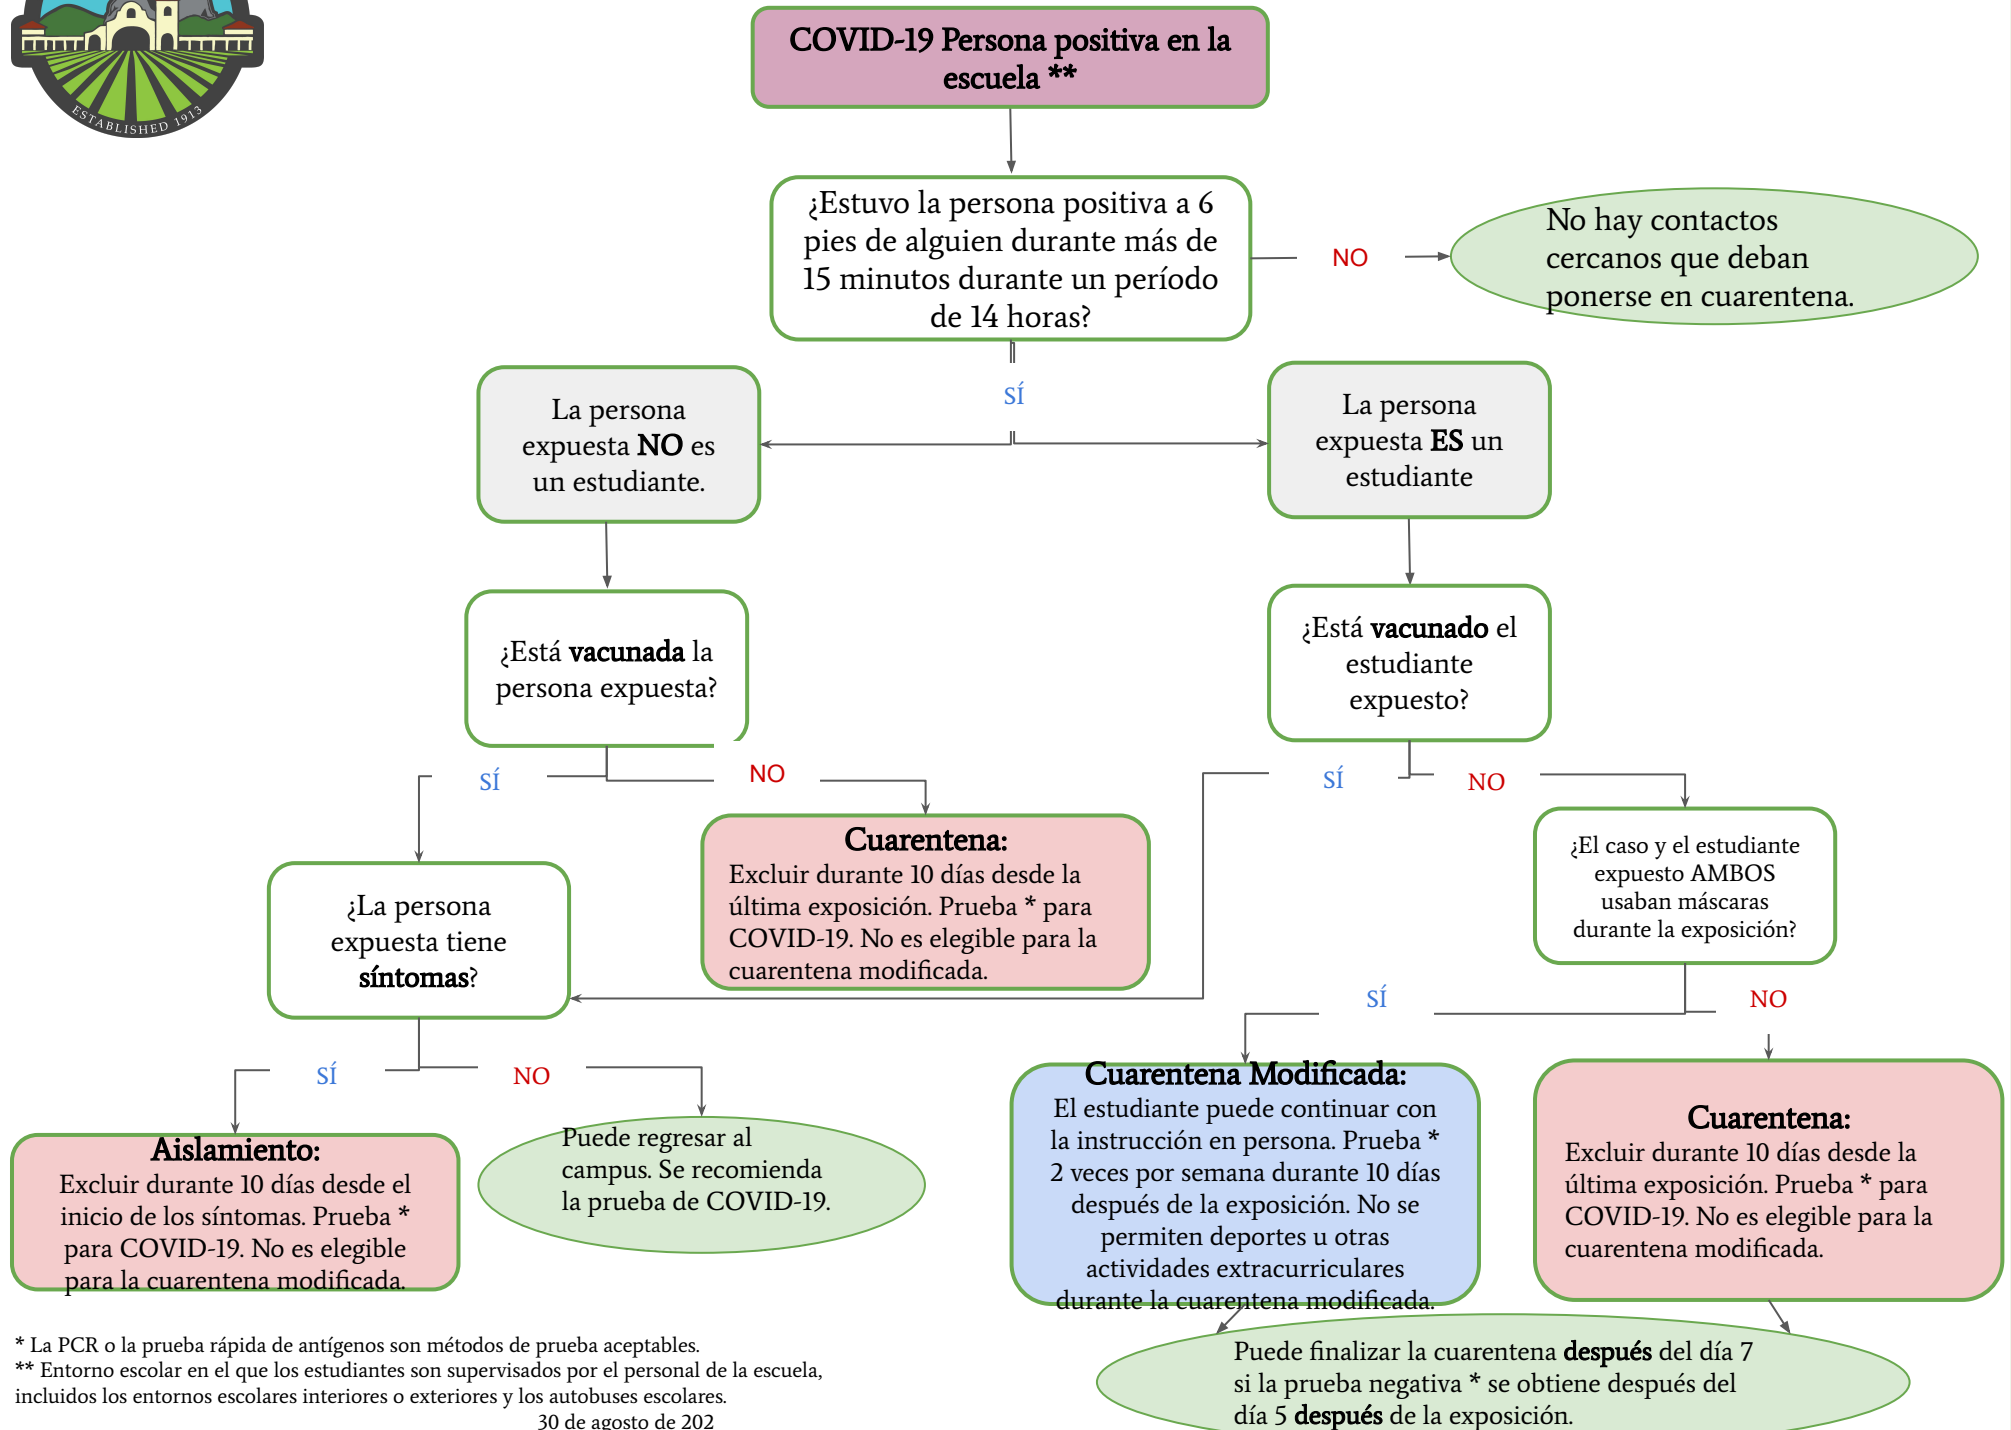 ESTABLISHED 1913
COVID-19 Persona positiva en la
escuela **
¿Estuvo la persona positiva a 6
pies de alguien durante más de
15 minutos durante un período
de 14 horas?
NO
No hay contactos
cercanos que deban
ponerse en cuarentena.
SÍ
La persona
expuesta NO es
un estudiante.
La persona
expuesta ES un
estudiante
¿Está vacunada la
persona expuesta?
¿Está vacunado el
estudiante
expuesto?
SÍ
NO
SÍ
NO
Cuarentena:
Excluir durante 10 días desde la
última exposición. Prueba * para
COVID-19. No es elegible para la
cuarentena modificada.
¿El caso y el estudiante
expuesto AMBOS
usaban máscaras
durante la exposición?
¿La persona
expuesta tiene
síntomas?
SÍ
NO
SÍ
NO
Aislamiento:
Excluir durante 10 días desde el
inicio de los síntomas. Prueba *
para COVID-19. No es elegible
para la cuarentena modificada.
Puede regresar al
campus. Se recomienda
la prueba de COVID-19.
Cuarentena Modificada:
El estudiante puede continuar con
la instrucción en persona. Prueba *
2 veces por semana durante 10 días
después de la exposición. No se
permiten deportes u otras
actividades extracurriculares
durante la cuarentena modificada.
Cuarentena:
Excluir durante 10 días desde la
última exposición. Prueba * para
COVID-19. No es elegible para la
cuarentena modificada.
Puede finalizar la cuarentena después del día 7
si la prueba negativa * se obtiene después del
día 5 después de la exposición.
* La PCR o la prueba rápida de antígenos son métodos de prueba aceptables.
** Entorno escolar en el que los estudiantes son supervisados por el personal de la escuela,
incluidos los entornos escolares interiores o exteriores y los autobuses escolares.
30 de agosto de 202